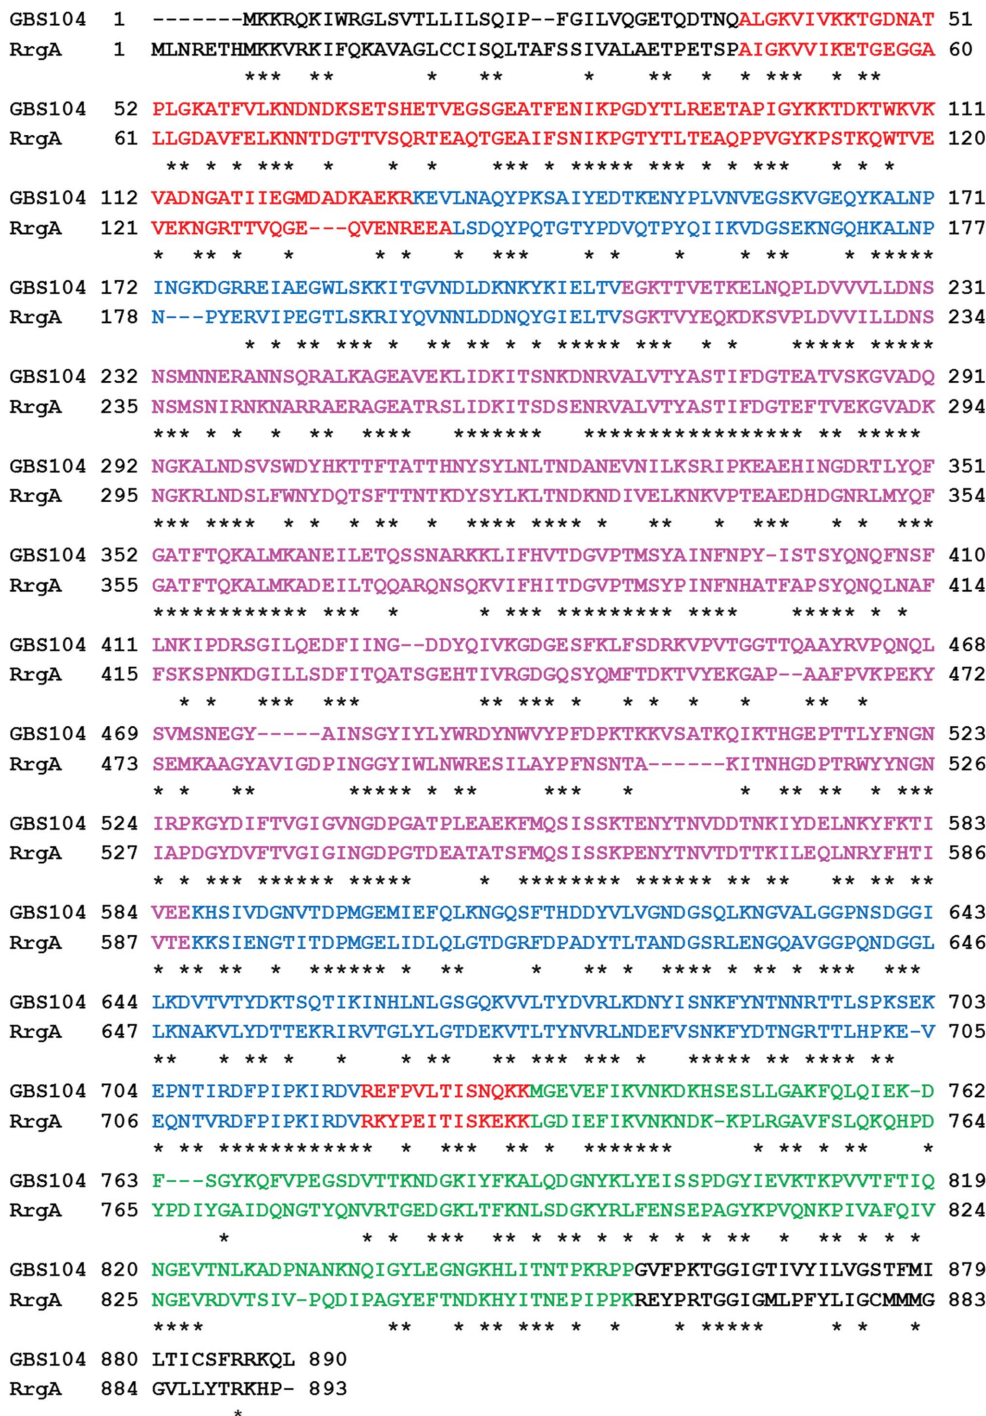 GBS104 1 -------MKKRQKIWRGLSVTLLILSQIP--FGILVQGETQDTNQALGKVIVKKTGDNAT 51
RrgA 1 MLNRETHMKKVRKIFQKAVAGLCCISQLTAFSSIVALAETPETSPAIGKVVIKETGEGGA 60
*** ** * ** * ** * * *** * **
GBS104 52 PLGKATFVLKNDNDKSETSHETVEGSGEATFENIKPGDYTLREETAPIGYKKTDKTWKVK 111
RrgA 61 LLGDAVFELKNNTDGTTVSQRTEAQTGEAIFSNIKPGTYTLTEAQPPVGYKPSTKQWTVE 120
** * * *** * * * *** * ***** *** * * *** * * *
GBS104 112 VADNGATIIEGMDADKAEKRKEVLNAQYPKSAIYEDTKENYPLVNVEGSKVGEQYKALNP 171
RrgA 121 VEKNGRTTVQGE---QVENREEALSDQYPQTGTYPDVQTPYQIIKVDGSEKNGQHKALNP 177
* ** * * * * * *** * * * ** * *****
GBS104 172 INGKDGRREIAEGWLSKKITGVNDLDKNKYKIELTVEGKTTVETKELNQPLDVVVLLDNS 231
RrgA 178 N---PYERVIPEGTLSKRIYQVNNLDDNQYGIELTVSGKTVYEQKDKSVPLDVVILLDNS 234
* * ** *** * ** ** * * ***** *** * * ***** *****
GBS104 232 NSMNNERANNSQRALKAGEAVEKLIDKITSNKDNRVALVTYASTIFDGTEATVSKGVADQ 291
RrgA 235 NSMSNIRNKNARRAERAGEATRSLIDKITSDSENRVALVTYASTIFDGTEFTVEKGVADK 294
*** * * * ** **** ******* ***************** ** *****
GBS104 292 NGKALNDSVSWDYHKTTFTATTHNYSYLNLTNDANEVNILKSRIPKEAEHINGDRTLYQF 351
RrgA 295 NGKRLNDSLFWNYDQTSFTTNTKDYSYLKLTNDKNDIVELKNKVPTEAEDHDGNRLMYQF 354
*** **** * * * ** * **** **** * ** * *** * * ***
GBS104 352 GATFTQKALMKANEILETQSSNARKKLIFHVTDGVPTMSYAINFNPY-ISTSYQNQFNSF 410
RrgA 355 GATFTQKALMKADEILTQQARQNSQKVIFHITDGVPTMSYPINFNHATFAPSYQNQLNAF 414
************ *** * * *** ********* **** ***** * *
GBS104 411 LNKIPDRSGILQEDFIING--DDYQIVKGDGESFKLFSDRKVPVTGGTTQAAYRVPQNQL 468
RrgA 415 FSKSPNKDGILLSDFITQATSGEHTIVRGDGQSYQMFTDKTVYEKGAP--AAFPVKPEKY 472
* * *** *** ** *** * * * * * ** *
GBS104 469 SVMSNEGY-----AINSGYIYLYWRDYNWVYPFDPKTKKVSATKQIKTHGEPTTLYFNGN 523
RrgA 473 SEMKAAGYAVIGDPINGGYIWLNWRESILAYPFNSNTA------KITNHGDPTRWYYNGN 526
* * ** ***** * ** *** * * ** ** * ***
GBS104 524 IRPKGYDIFTVGIGVNGDPGATPLEAEKFMQSISSKTENYTNVDDTNKIYDELNKYFKTI 583
RrgA 527 IAPDGYDVFTVGIGINGDPGTDEATATSFMQSISSKPENYTNVTDTTKILEQLNRYFHTI 586
* * *** ****** ***** * ******** ****** ** ** ** ** **
GBS104 584 VEEKHSIVDGNVTDPMGEMIEFQLKNGQSFTHDDYVLVGNDGSQLKNGVALGGPNSDGGI 643
RrgA 587 VTEKKSIENGTITDPMGELIDLQLGTDGRFDPADYTLTANDGSRLENGQAVGGPQNDGGL 646
* ** ** * ****** * ** * ** * **** * ** * *** ***
GBS104 644 LKDVTVTYDKTSQTIKINHLNLGSGQKVVLTYDVRLKDNYISNKFYNTNNRTTLSPKSEK 703
RrgA 647 LKNAKVLYDTTEKRIRVTGLYLGTDEKVTLTYNVRLNDEFVSNKFYDTNGRTTLHPKE-V 705
** * ** * * * ** ** *** *** * ***** ** **** **
GBS104 704 EPNTIRDFPIPKIRDVREFPVLTISNQKKMGEVEFIKVNKDKHSESLLGAKFQLQIEK-D 762
RrgA 706 EQNTVRDFPIPKIRDVRKYPEITISKEKKLGDIEFIKVNKNDK-KPLRGAVFSLQKQHPD 764
* ** ************ * *** ** * ******* * ** * ** *
GBS104 763 F---SGYKQFVPEGSDVTTKNDGKIYFKALQDGNYKLYEISSPDGYIEVKTKPVVTFTIQ 819
RrgA 765 YPDIYGAIDQNGTYQNVRTGEDGKLTFKNLSDGKYRLFENSEPAGYKPVQNKPIVAFQIV 824
* * * *** ** * ** * * * * * ** * ** * * *
GBS104 820 NGEVTNLKADPNANKNQIGYLEGNGKHLITNTPKRPPGVFPKTGGIGTIVYILVGSTFMI 879
RrgA 825 NGEVRDVTSIV-PQDIPAGYEFTNDKHYITNEPIPPKREYPRTGGIGMLPFYLIGCMMMG 883
**** ** * ** *** * * * ***** * * *
GBS104 880 LTICSFRRKQL 890
RrgA 884 GVLLYTRKHP- 893
*